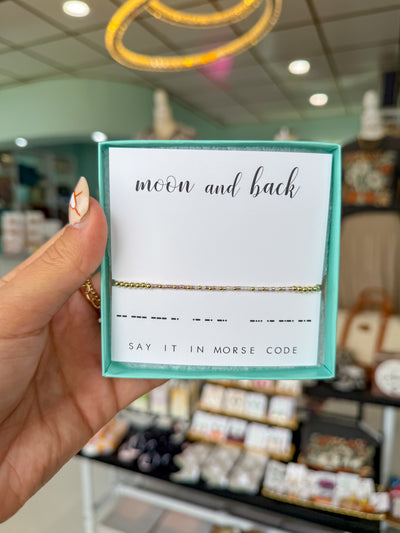 moon and back
-- --- --- -. .- -. -.. -... .- -.-. -.-
SAY IT IN MORSE CODE